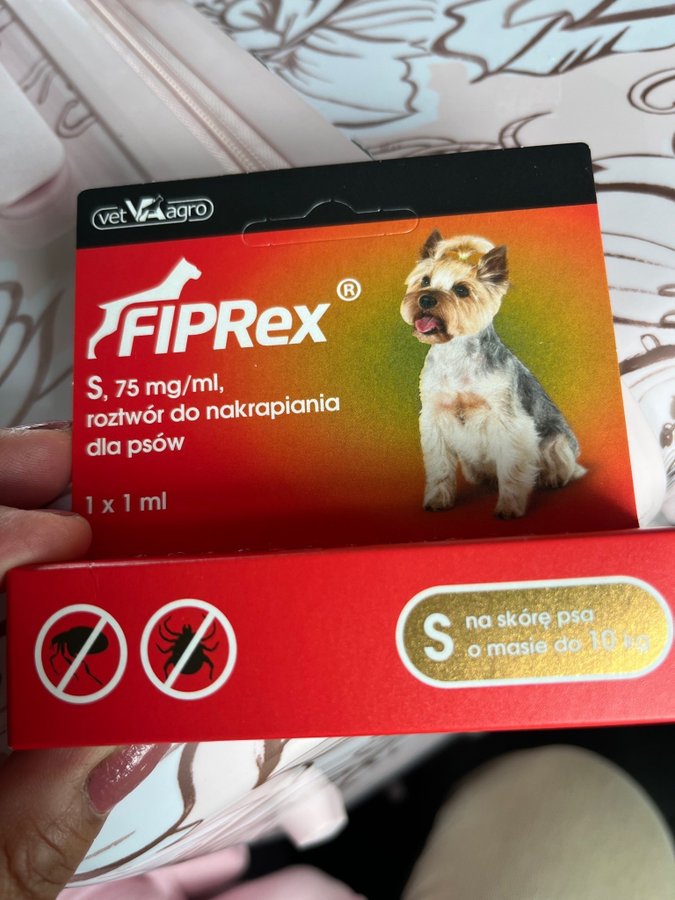 vet VA agro
FIPRex ®
S, 75 mg/ml,
roztwór do nakrapiania
dla psów
1 x 1 ml
S na skórę psa
o masie do 10 kg